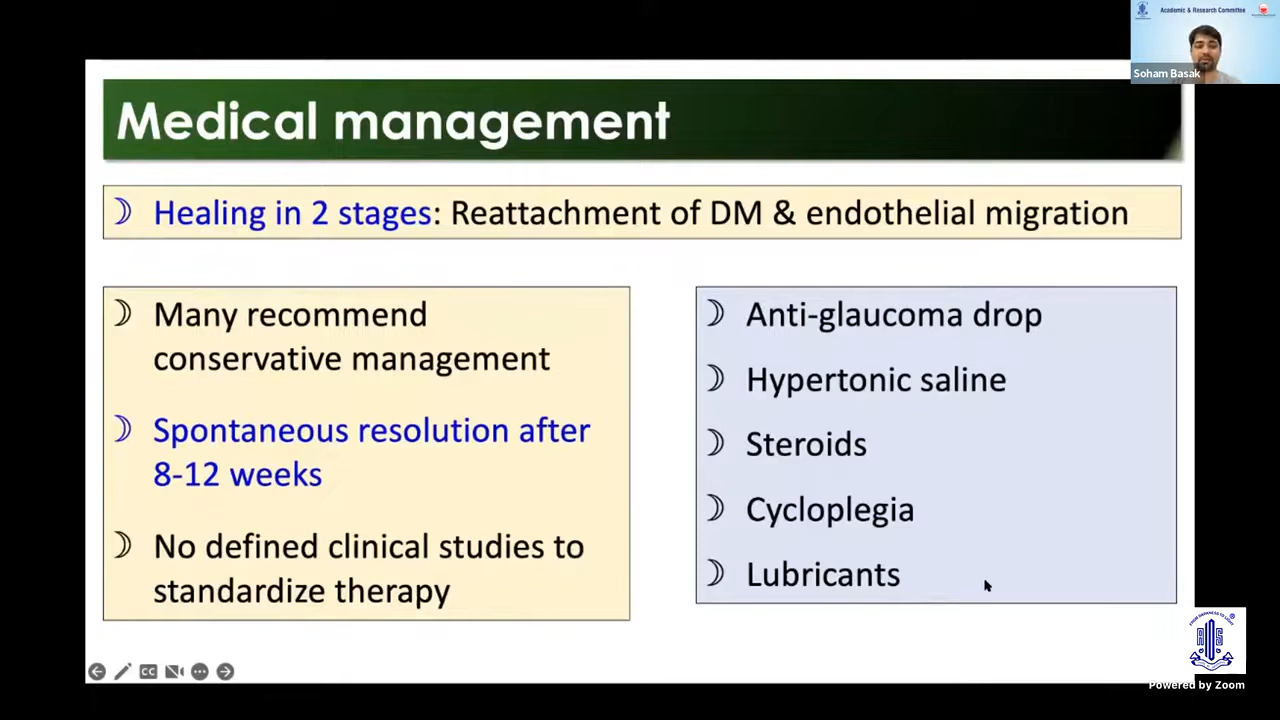 Academic & Research Committee
Soham Basak
Medical management
Healing in 2 stages: Reattachment of DM & endothelial migration
Many recommend
conservative management
Spontaneous resolution after
8-12 weeks
No defined clinical studies to
standardize therapy
Anti-glaucoma drop
Hypertonic saline
Steroids
Cycloplegia
Lubricants
CC
Powered by Zoom